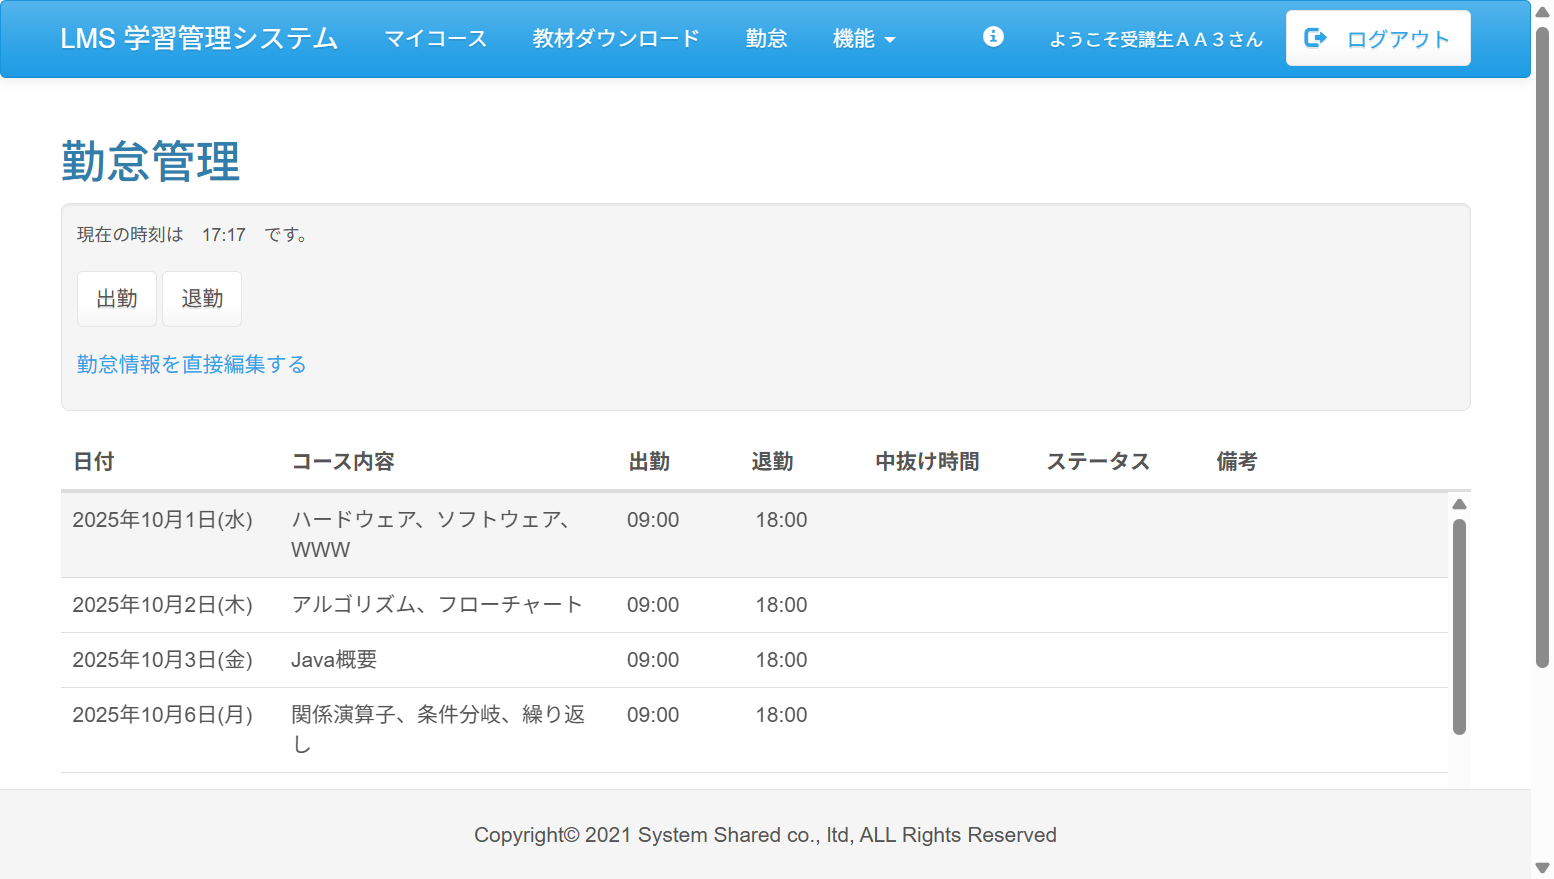 LMS 学習管理システム マイコース 教材ダウンロード 勤怠 機能 ようこそ受講生ＡＡ３さん ログアウト
勤怠管理
現在の時刻は 17:17 です。
出勤 退勤
勤怠情報を直接編集する
日付 コース内容 出勤 退勤 中抜け時間 ステータス 備考
2025年10月1日(水) ハードウェア、ソフトウェア、 09:00 18:00
WWW
2025年10月2日(木) アルゴリズム、フローチャート 09:00 18:00
2025年10月3日(金) Java概要 09:00 18:00
2025年10月6日(月) 関係演算子、条件分岐、繰り返 09:00 18:00
し
Copyright© 2021 System Shared co., ltd, ALL Rights Reserved